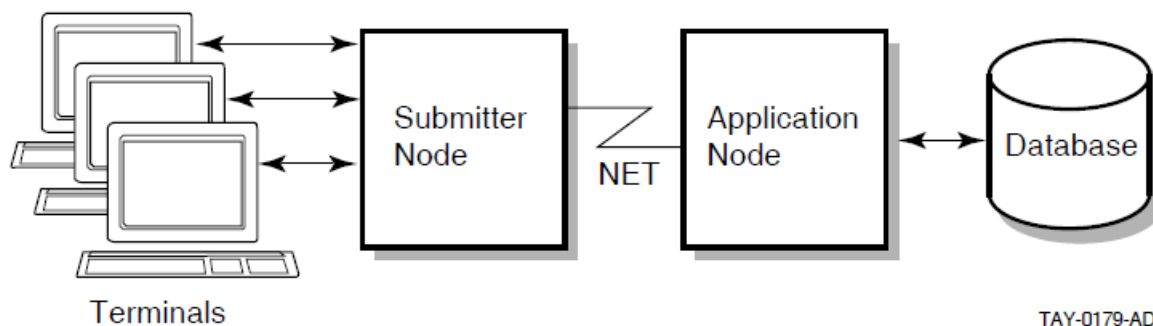 Submitter
Node
NET
Application
Node
Database
Terminals
TAY-0179-AD